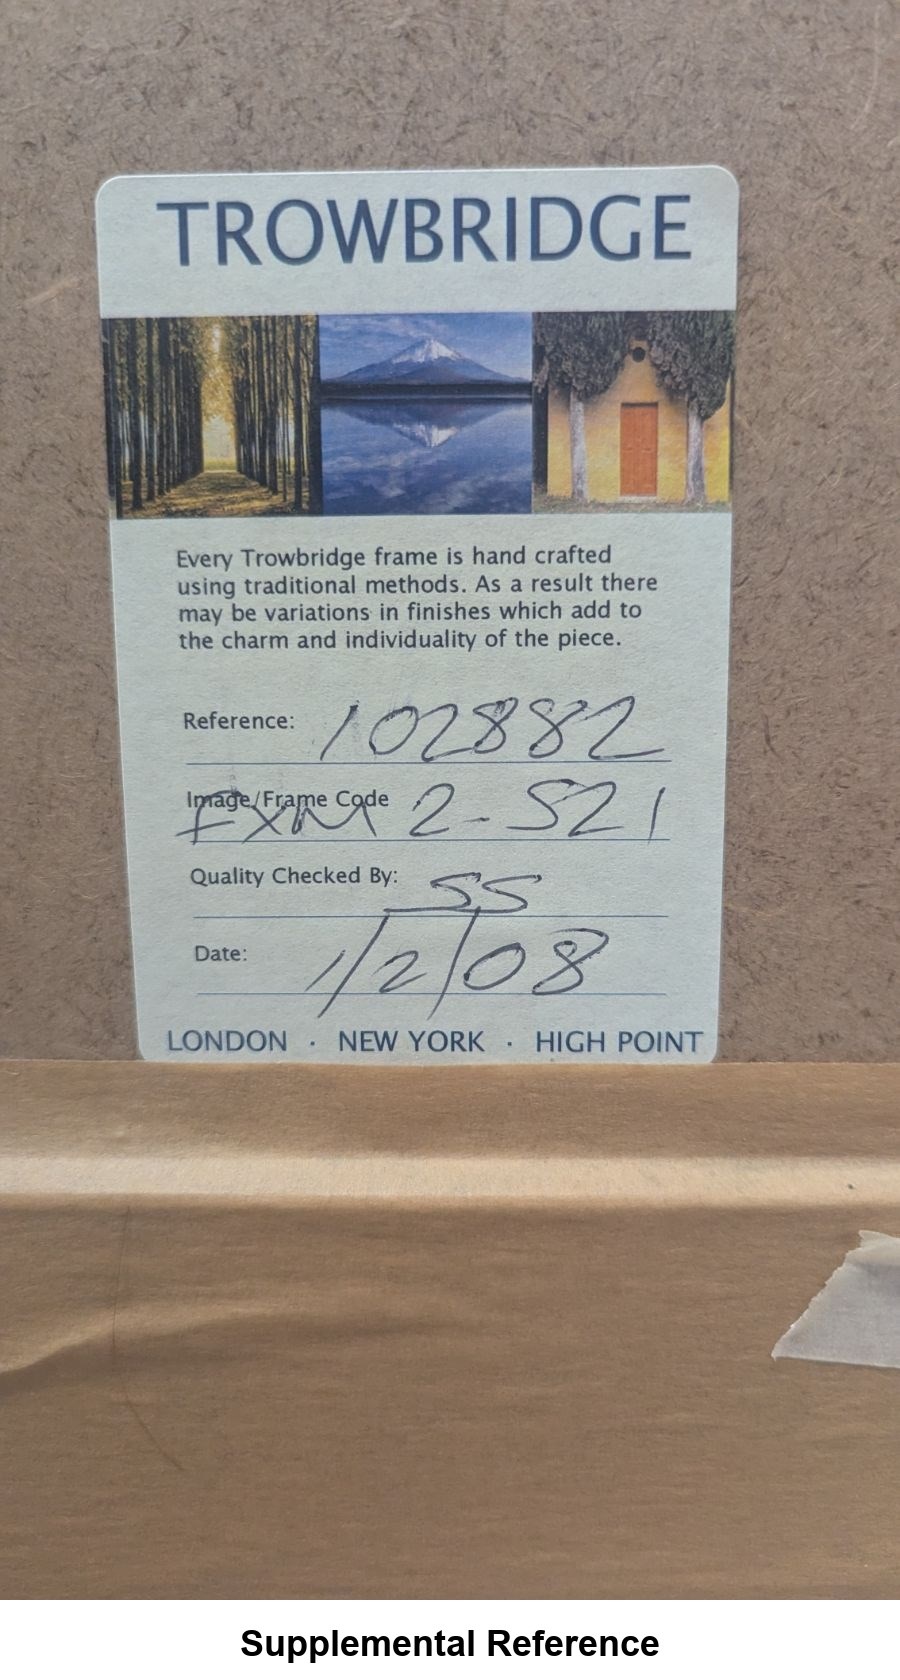 TROWBRIDGE
Every Trowbridge frame is hand crafted
using traditional methods. As a result there
may be variations in finishes which add to
the charm and individuality of the piece.
Reference: 102882
Image/Frame Code FXM 2-521
Quality Checked By: SS
Date: 1/2/08
LONDON · NEW YORK · HIGH POINT
Supplemental Reference